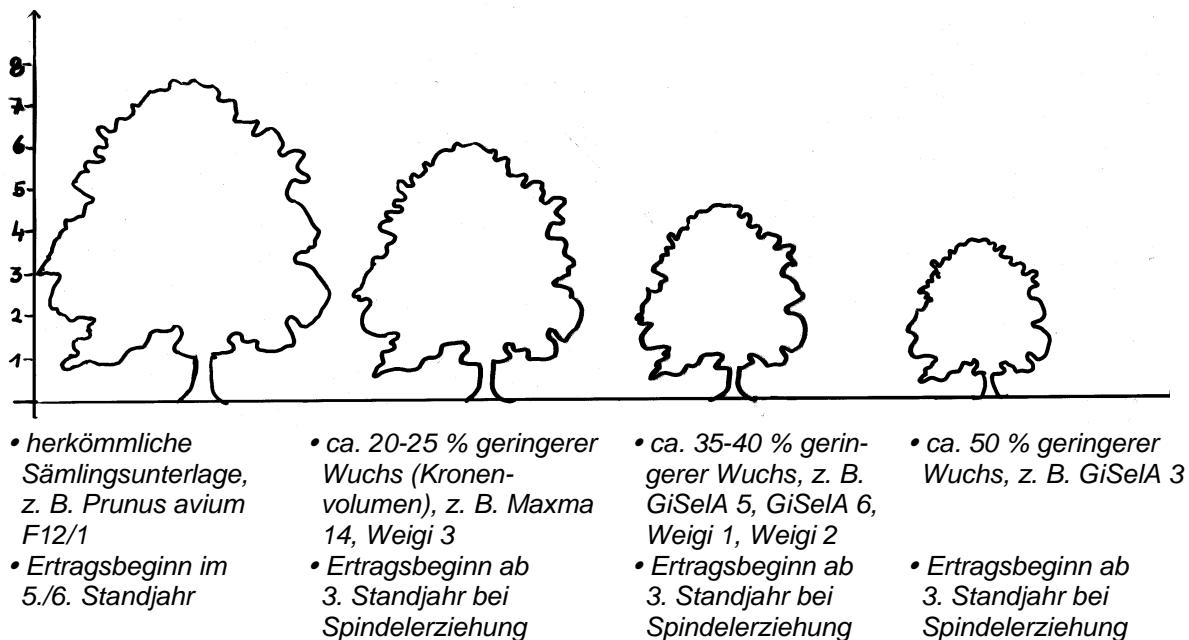 8
7
6
5
4
3
2
1
• herkömmliche
Sämlingsunterlage,
z. B. Prunus avium
F12/1
• Ertragsbeginn im
5./6. Standjahr
• ca. 20-25 % geringerer
Wuchs (Kronen-
volumen), z. B. Maxma
14, Weigi 3
• Ertragsbeginn ab
3. Standjahr bei
Spindelerziehung
• ca. 35-40 % gerin-
gerer Wuchs, z. B.
GiSelA 5, GiSelA 6,
Weigi 1, Weigi 2
• Ertragsbeginn ab
3. Standjahr bei
Spindelerziehung
• ca. 50 % geringerer
Wuchs, z. B. GiSelA 3
• Ertragsbeginn ab
3. Standjahr bei
Spindelerziehung